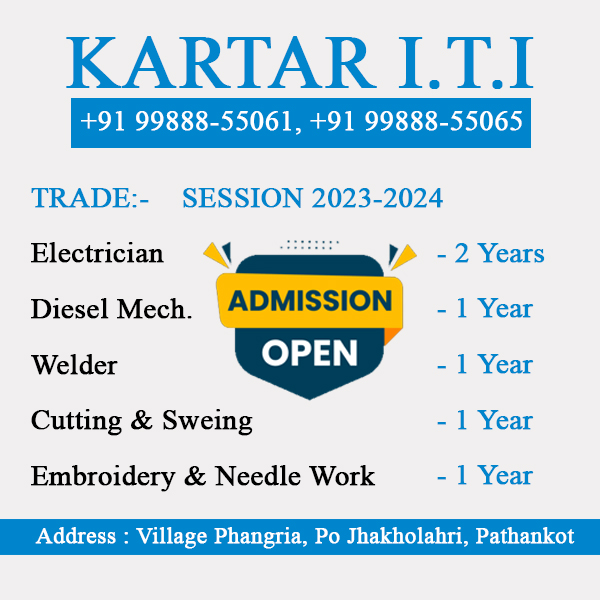 KARTAR I.T.I
+91 99888-55061, +91 99888-55065
TRADE:- SESSION 2023-2024
Electrician - 2 Years
ADMISSION
Diesel Mech. - 1 Year
OPEN
Welder - 1 Year
Cutting & Sweing - 1 Year
Embroidery & Needle Work - 1 Year
Address : Village Phangria, Po Jhakholahri, Pathankot